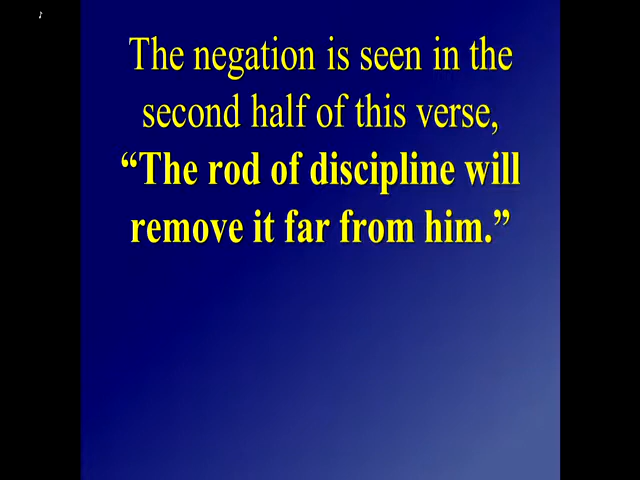 The negation is seen in the
second half of this verse,
“The rod of discipline will
remove it far from him.”